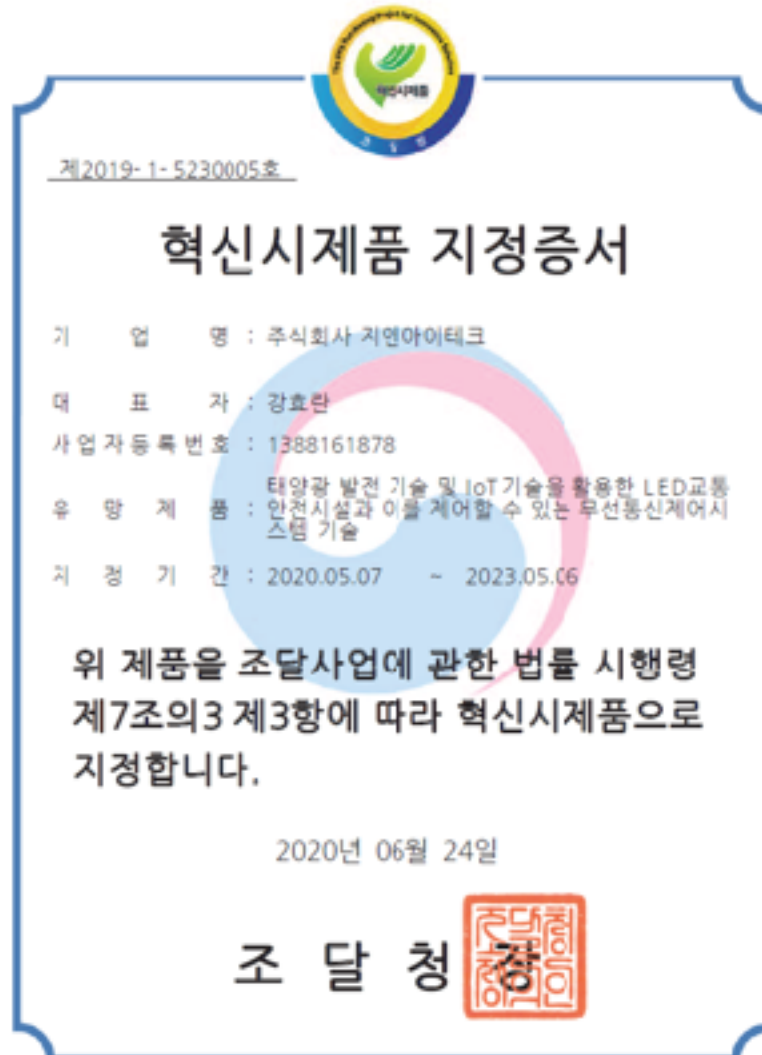 혁신시제품
조달청
제2019-1-5230005호
혁신시제품 지정증서
기 업 명 : 주식회사 지엔아이테크
대 표 자 : 강효란
사업자등록번호 : 1388161878
유 망 제 품 : 태양광 발전 기술 및 IoT기술을 활용한 LED교통
안전시설과 이를 제어할 수 있는 무선통신제어시
스템 기술
지 정 기 간 : 2020.05.07 ~ 2023.05.06
위 제품을 조달사업에 관한 법률 시행령
제7조의3 제3항에 따라 혁신시제품으로
지정합니다.
2020년 06월 24일
조 달 청 장